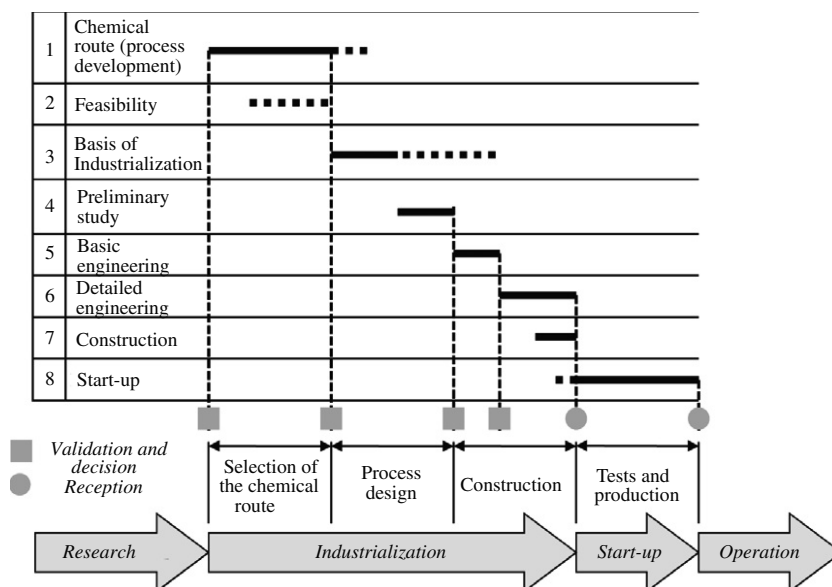 1
Chemical
route (process
development)
2
Feasibility
3
Basis of
Industrialization
4
Preliminary
study
5
Basic
engineering
6
Detailed
engineering
7
Construction
8
Start-up
Validation and
decision
Reception
Selection of
the chemical
route
Process
design
Construction
Tests and
production
Research
Industrialization
Start-up
Operation